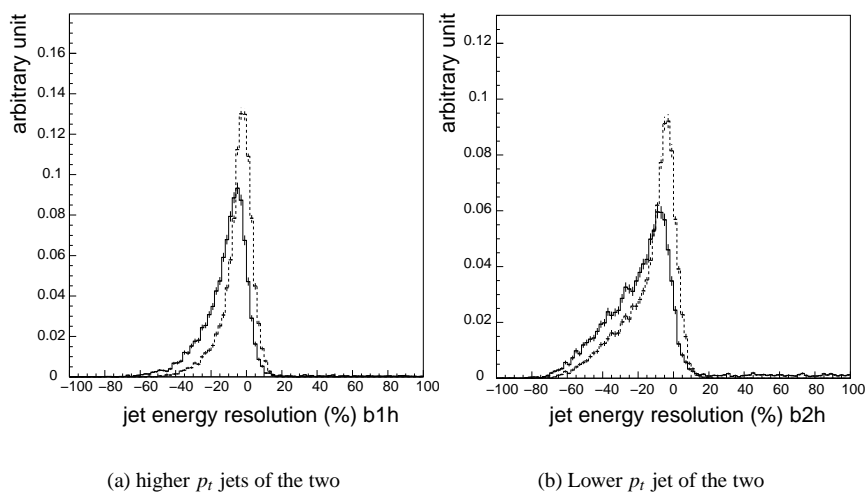 arbitrary unit
0.16
0.14
0.12
0.1
0.08
0.06
0.04
0.02
0
−100 −80 −60 −40 −20 0 20 40 60 80 100
jet energy resolution (%) b1h
(a) higher pt jets of the two
arbitrary unit
0.12
0.1
0.08
0.06
0.04
0.02
0
−100 −80 −60 −40 −20 0 20 40 60 80 100
jet energy resolution (%) b2h
(b) Lower pt jet of the two